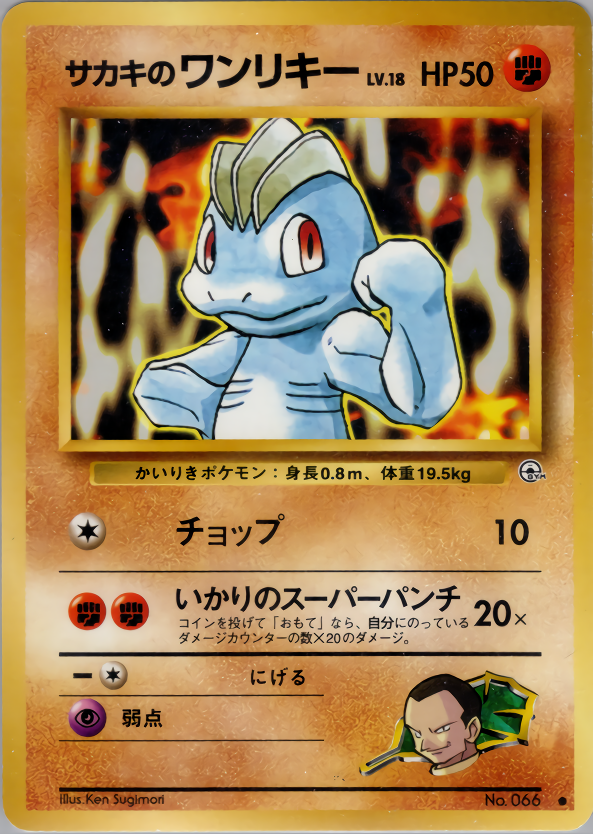 サカキのワンリキー LV.18 HP50
かいりきポケモン：身長0.8m、体重19.5kg
GYM
チョップ 10
いかりのスーパーパンチ 20×
コインを投げて「おもて」なら、自分にのっている
ダメージカウンターの数×20のダメージ。
にげる
弱点
Illus. Ken Sugimori No. 066 ●